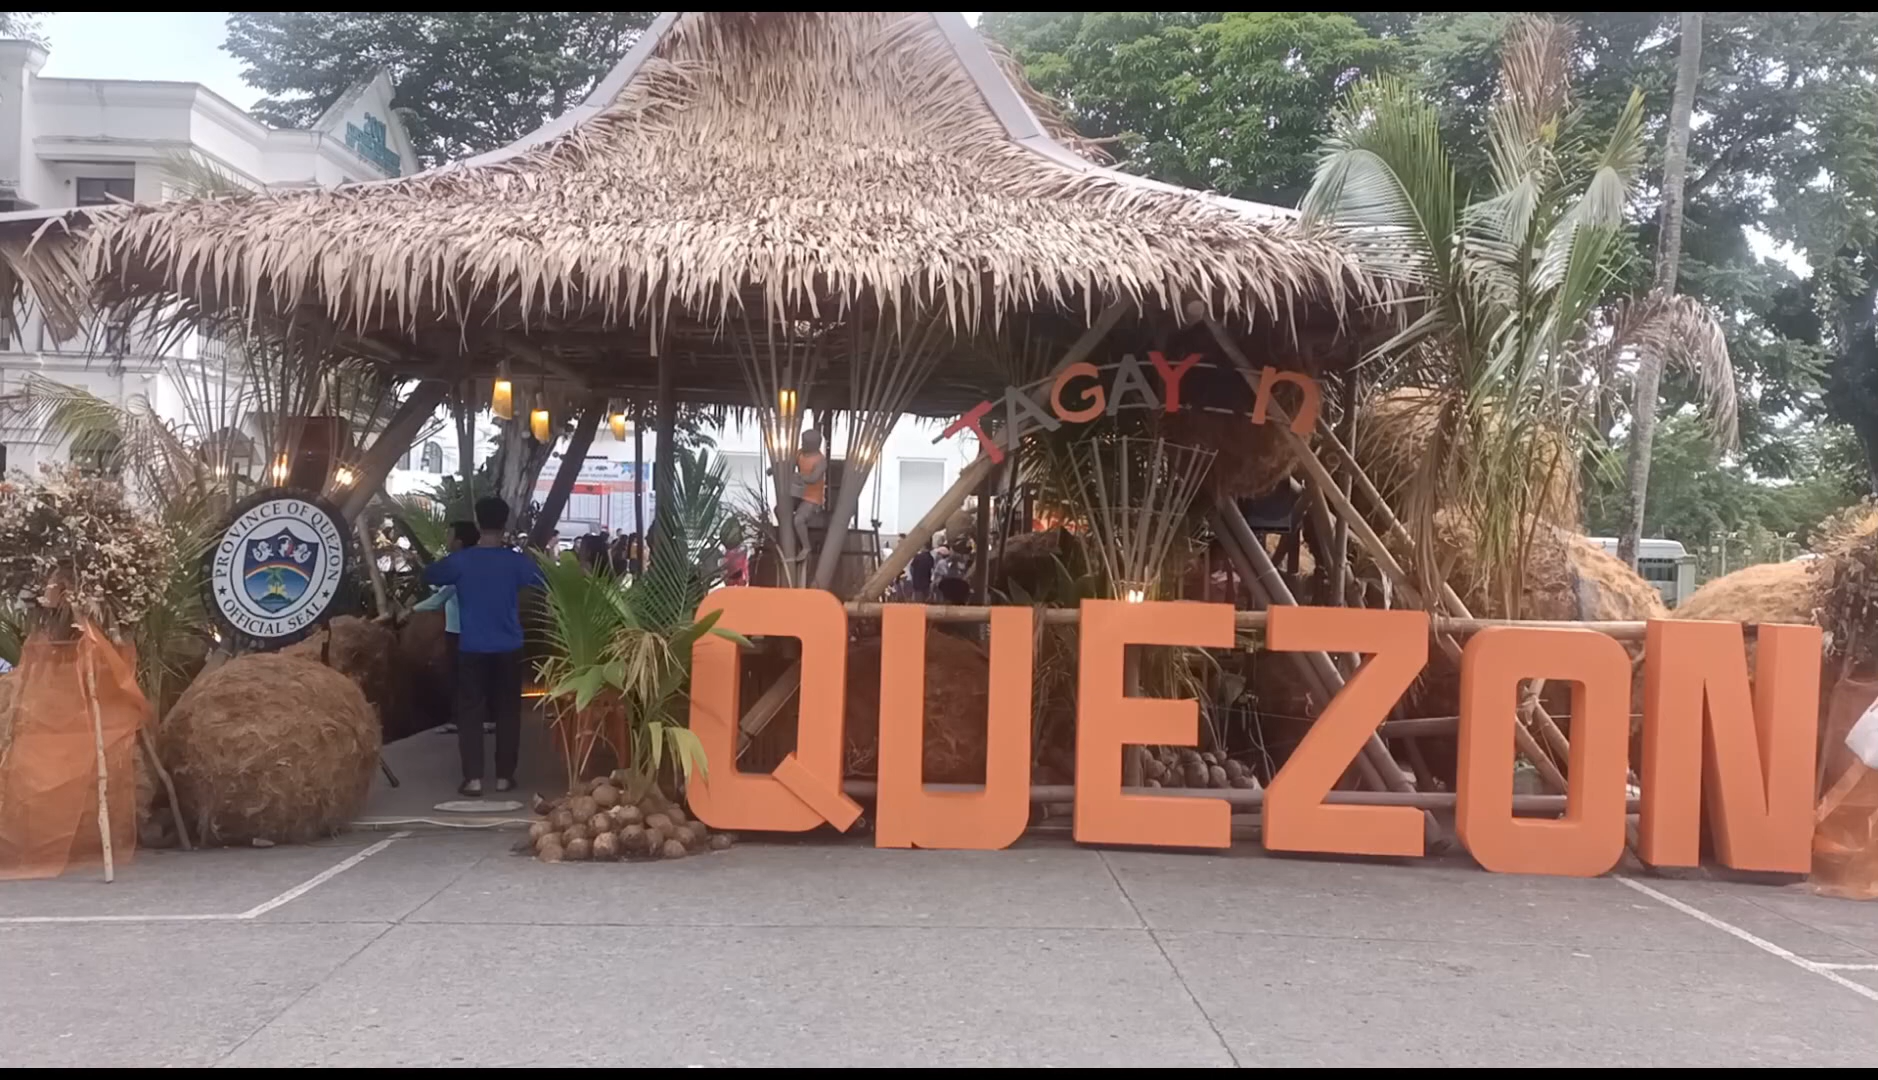 TAGAY n
PROVINCE OF QUEZON
★ OFFICIAL SEAL ★
QUEZON